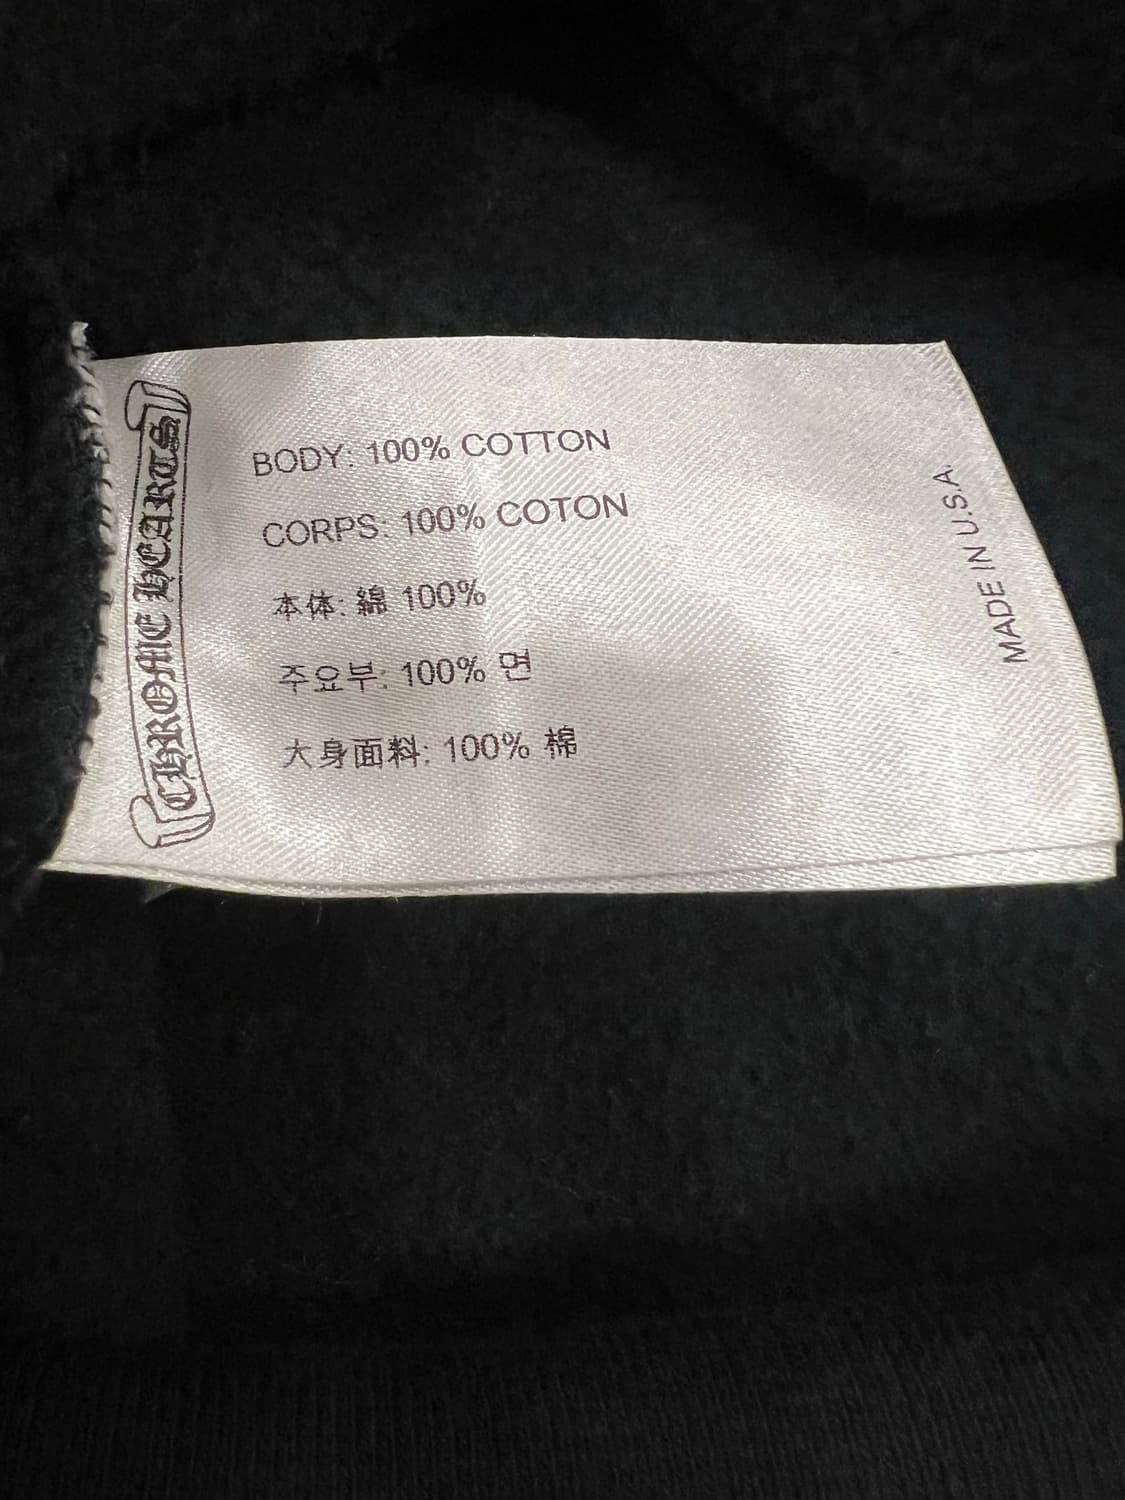 CHROME HEARTS
BODY: 100% COTTON
CORPS: 100% COTON
本体: 綿 100%
주요부: 100% 면
大身面料: 100% 棉
MADE IN U.S.A.